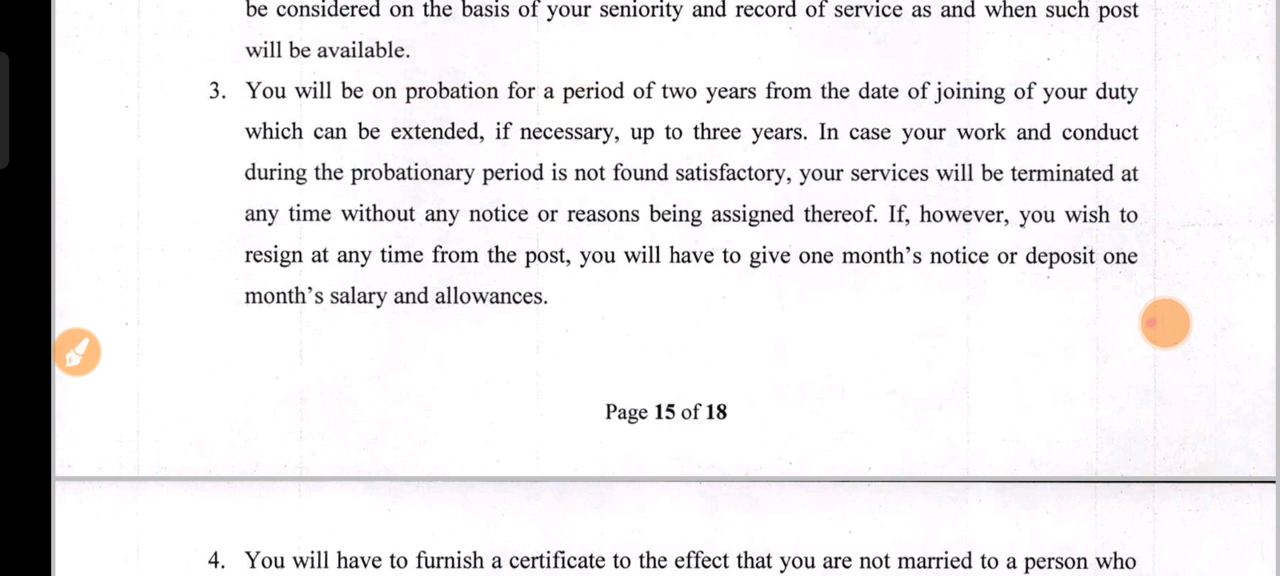 be considered on the basis of your seniority and record of service as and when such post
will be available.
3. You will be on probation for a period of two years from the date of joining of your duty
which can be extended, if necessary, up to three years. In case your work and conduct
during the probationary period is not found satisfactory, your services will be terminated at
any time without any notice or reasons being assigned thereof. If, however, you wish to
resign at any time from the post, you will have to give one month's notice or deposit one
month's salary and allowances.
Page 15 of 18
4. You will have to furnish a certificate to the effect that you are not married to a person who